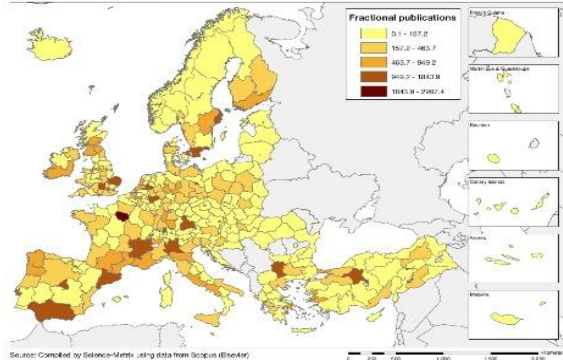 Fractional publications
0.1 - 157.2
157.2 - 463.7
463.7 - 949.2
949.2 - 1843.9
1843.9 - 2997.4
French Guiana
Martinique & Guadeloupe
Réunion
Canary Islands
Azores
Madeira
Source: Compiled by Science-Metrix using data from Scopus (Elsevier)